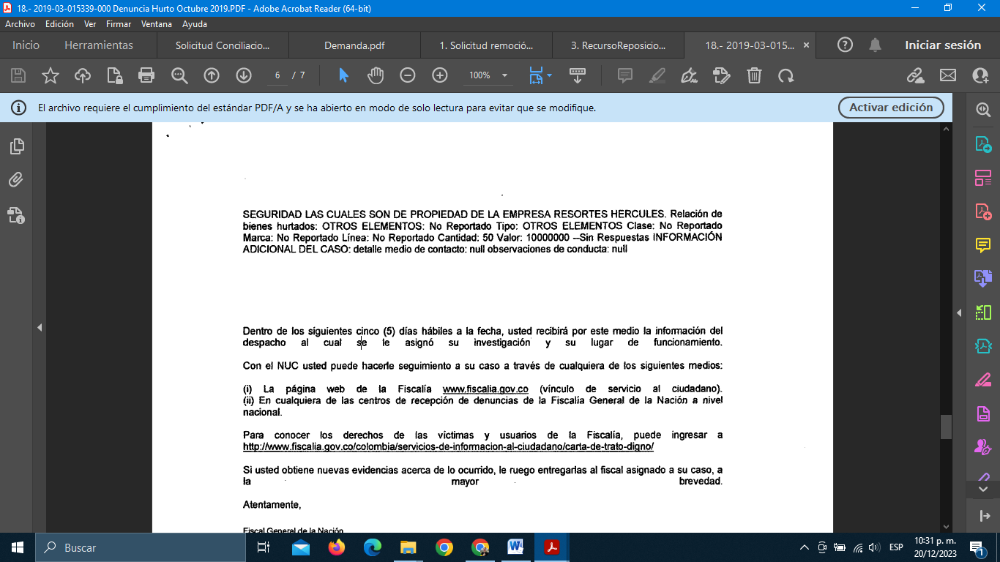 18.- 2019-03-015339-000 Denuncia Hurto Octubre 2019.PDF - Adobe Acrobat Reader (64-bit)
Archivo Edición Ver Firmar Ventana Ayuda
Inicio Herramientas Solicitud Conciliacio... Demanda.pdf 1. Solicitud remoció... 3. RecursoReposicio... 18.- 2019-03-015... × Iniciar sesión
6 / 7 100%
El archivo requiere el cumplimiento del estándar PDF/A y se ha abierto en modo de solo lectura para evitar que se modifique. Activar edición
SEGURIDAD LAS CUALES SON DE PROPIEDAD DE LA EMPRESA RESORTES HERCULES. Relación de
bienes hurtados: OTROS ELEMENTOS: No Reportado Tipo: OTROS ELEMENTOS Clase: No Reportado
Marca: No Reportado Línea: No Reportado Cantidad: 50 Valor: 10000000 --Sin Respuestas INFORMACIÓN
ADICIONAL DEL CASO: detalle medio de contacto: null observaciones de conducta: null
Dentro de los siguientes cinco (5) días hábiles a la fecha, usted recibirá por este medio la información del
despacho al cual se le asignó su investigación y su lugar de funcionamiento.
Con el NUC usted puede hacerle seguimiento a su caso a través de cualquiera de los siguientes medios:
(i) La página web de la Fiscalía www.fiscalia.gov.co (vínculo de servicio al ciudadano).
(ii) En cualquiera de las centros de recepción de denuncias de la Fiscalía General de la Nación a nivel
nacional.
Para conocer los derechos de las víctimas y usuarios de la Fiscalía, puede ingresar a
http://www.fiscalia.gov.co/colombia/servicios-de-informacion-al-ciudadano/carta-de-trato-digno/
Si usted obtiene nuevas evidencias acerca de lo ocurrido, le ruego entregarlas al fiscal asignado a su caso, a
la mayor brevedad.
Atentamente,
Fiscal General de la Nación
Buscar ESP 10:31 p. m.
20/12/2023 1